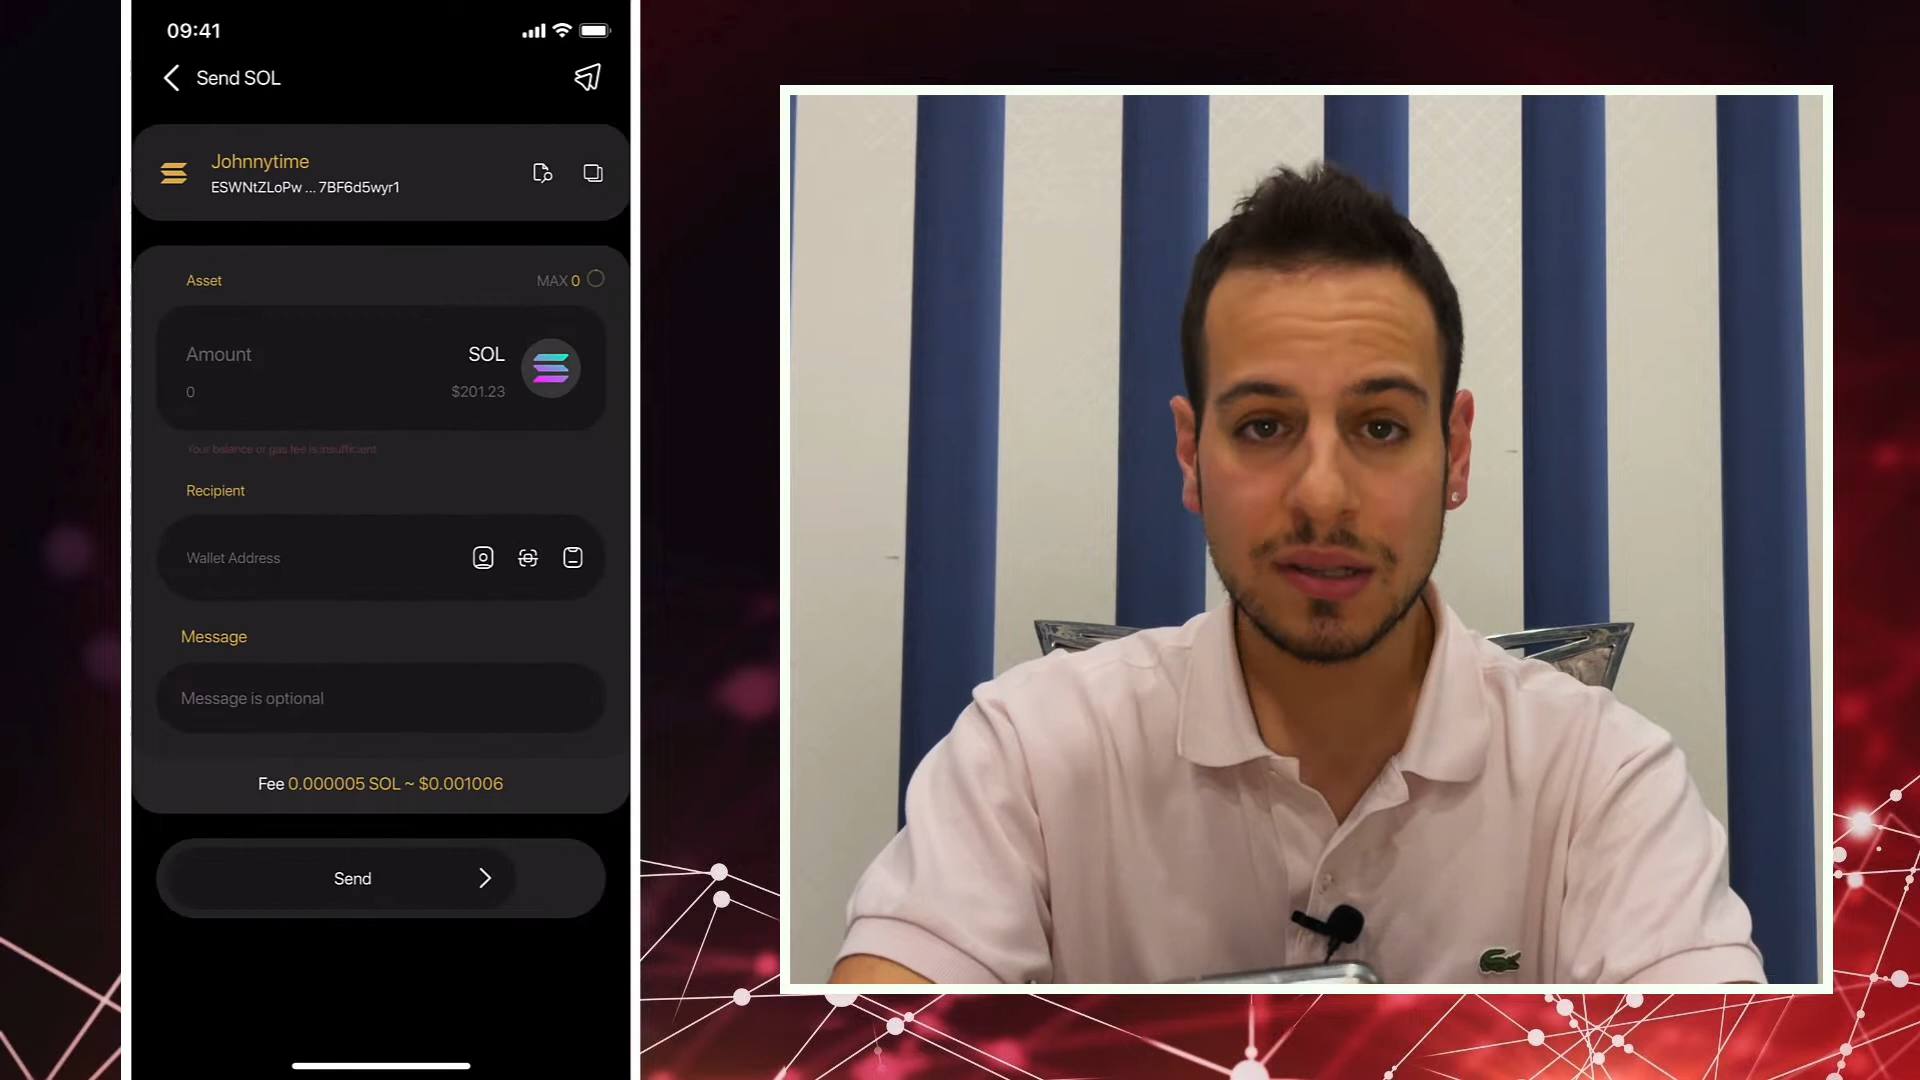 09:41
Send SOL
Johnnytime
ESWNtZLoPw ... 7BF6d5wyr1
Asset
MAX 0
Amount
SOL
0
$201.23
Your balance or gas fee is insufficient
Recipient
Wallet Address
Message
Message is optional
Fee 0.000005 SOL ~ $0.001006
Send